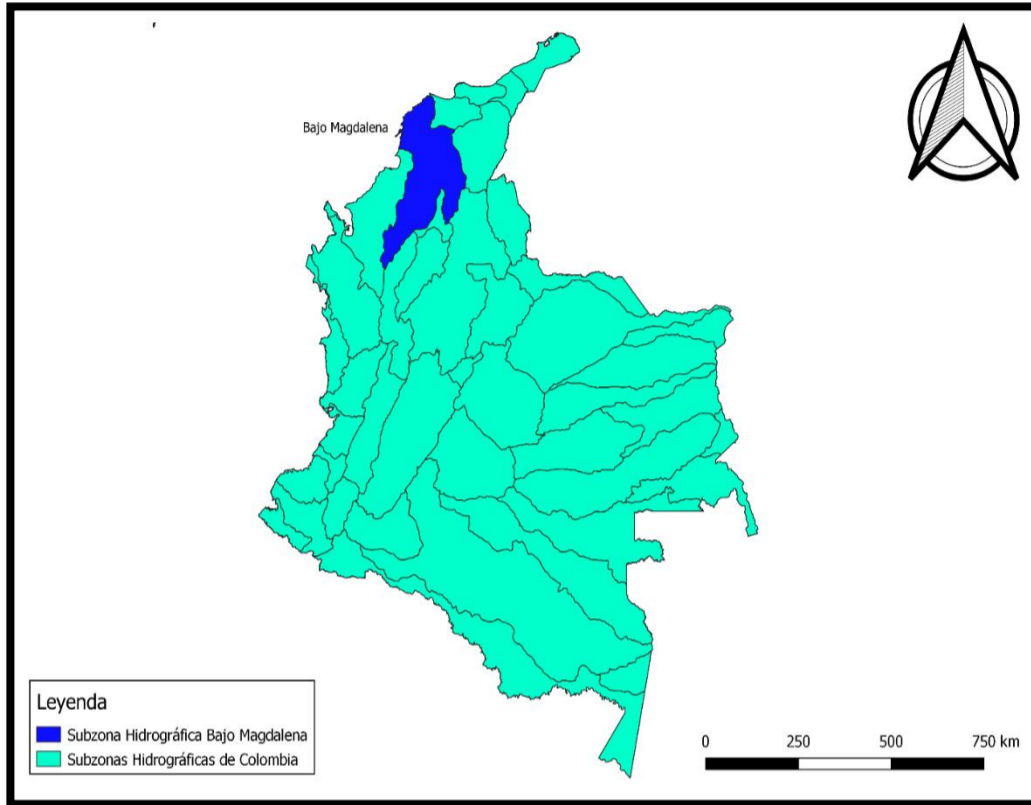 Bajo Magdalena
Leyenda
Subzona Hidrográfica Bajo Magdalena
Subzonas Hidrográficas de Colombia
0 250 500 750 km